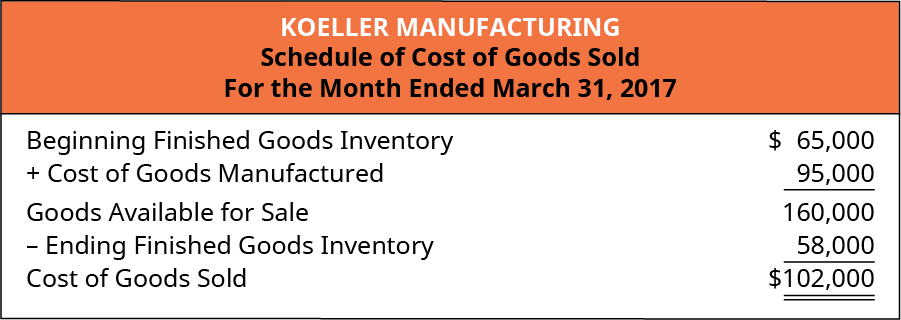 KOELLER MANUFACTURING
Schedule of Cost of Goods Sold
For the Month Ended March 31, 2017
Beginning Finished Goods Inventory $ 65,000
+ Cost of Goods Manufactured 95,000
Goods Available for Sale 160,000
– Ending Finished Goods Inventory 58,000
Cost of Goods Sold $102,000